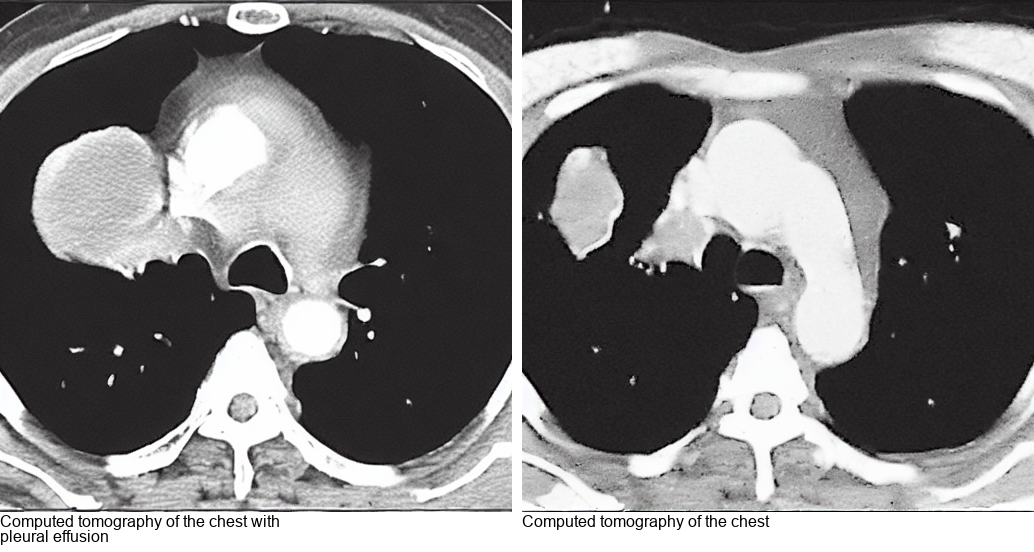 Computed tomography of the chest with
pleural effusion
Computed tomography of the chest